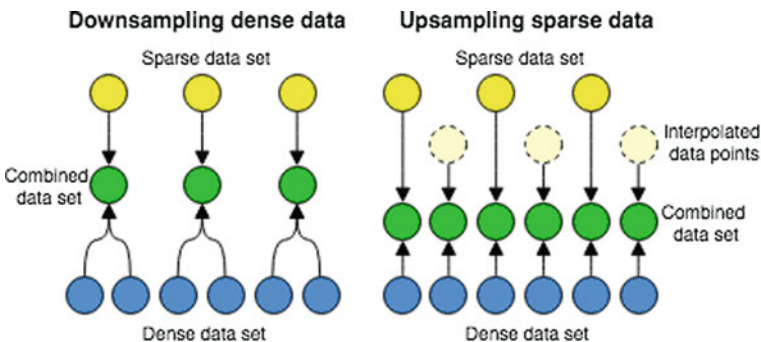 Downsampling dense data
Sparse data set
Combined
data set
Dense data set
Upsampling sparse data
Sparse data set
Interpolated
data points
Combined
data set
Dense data set